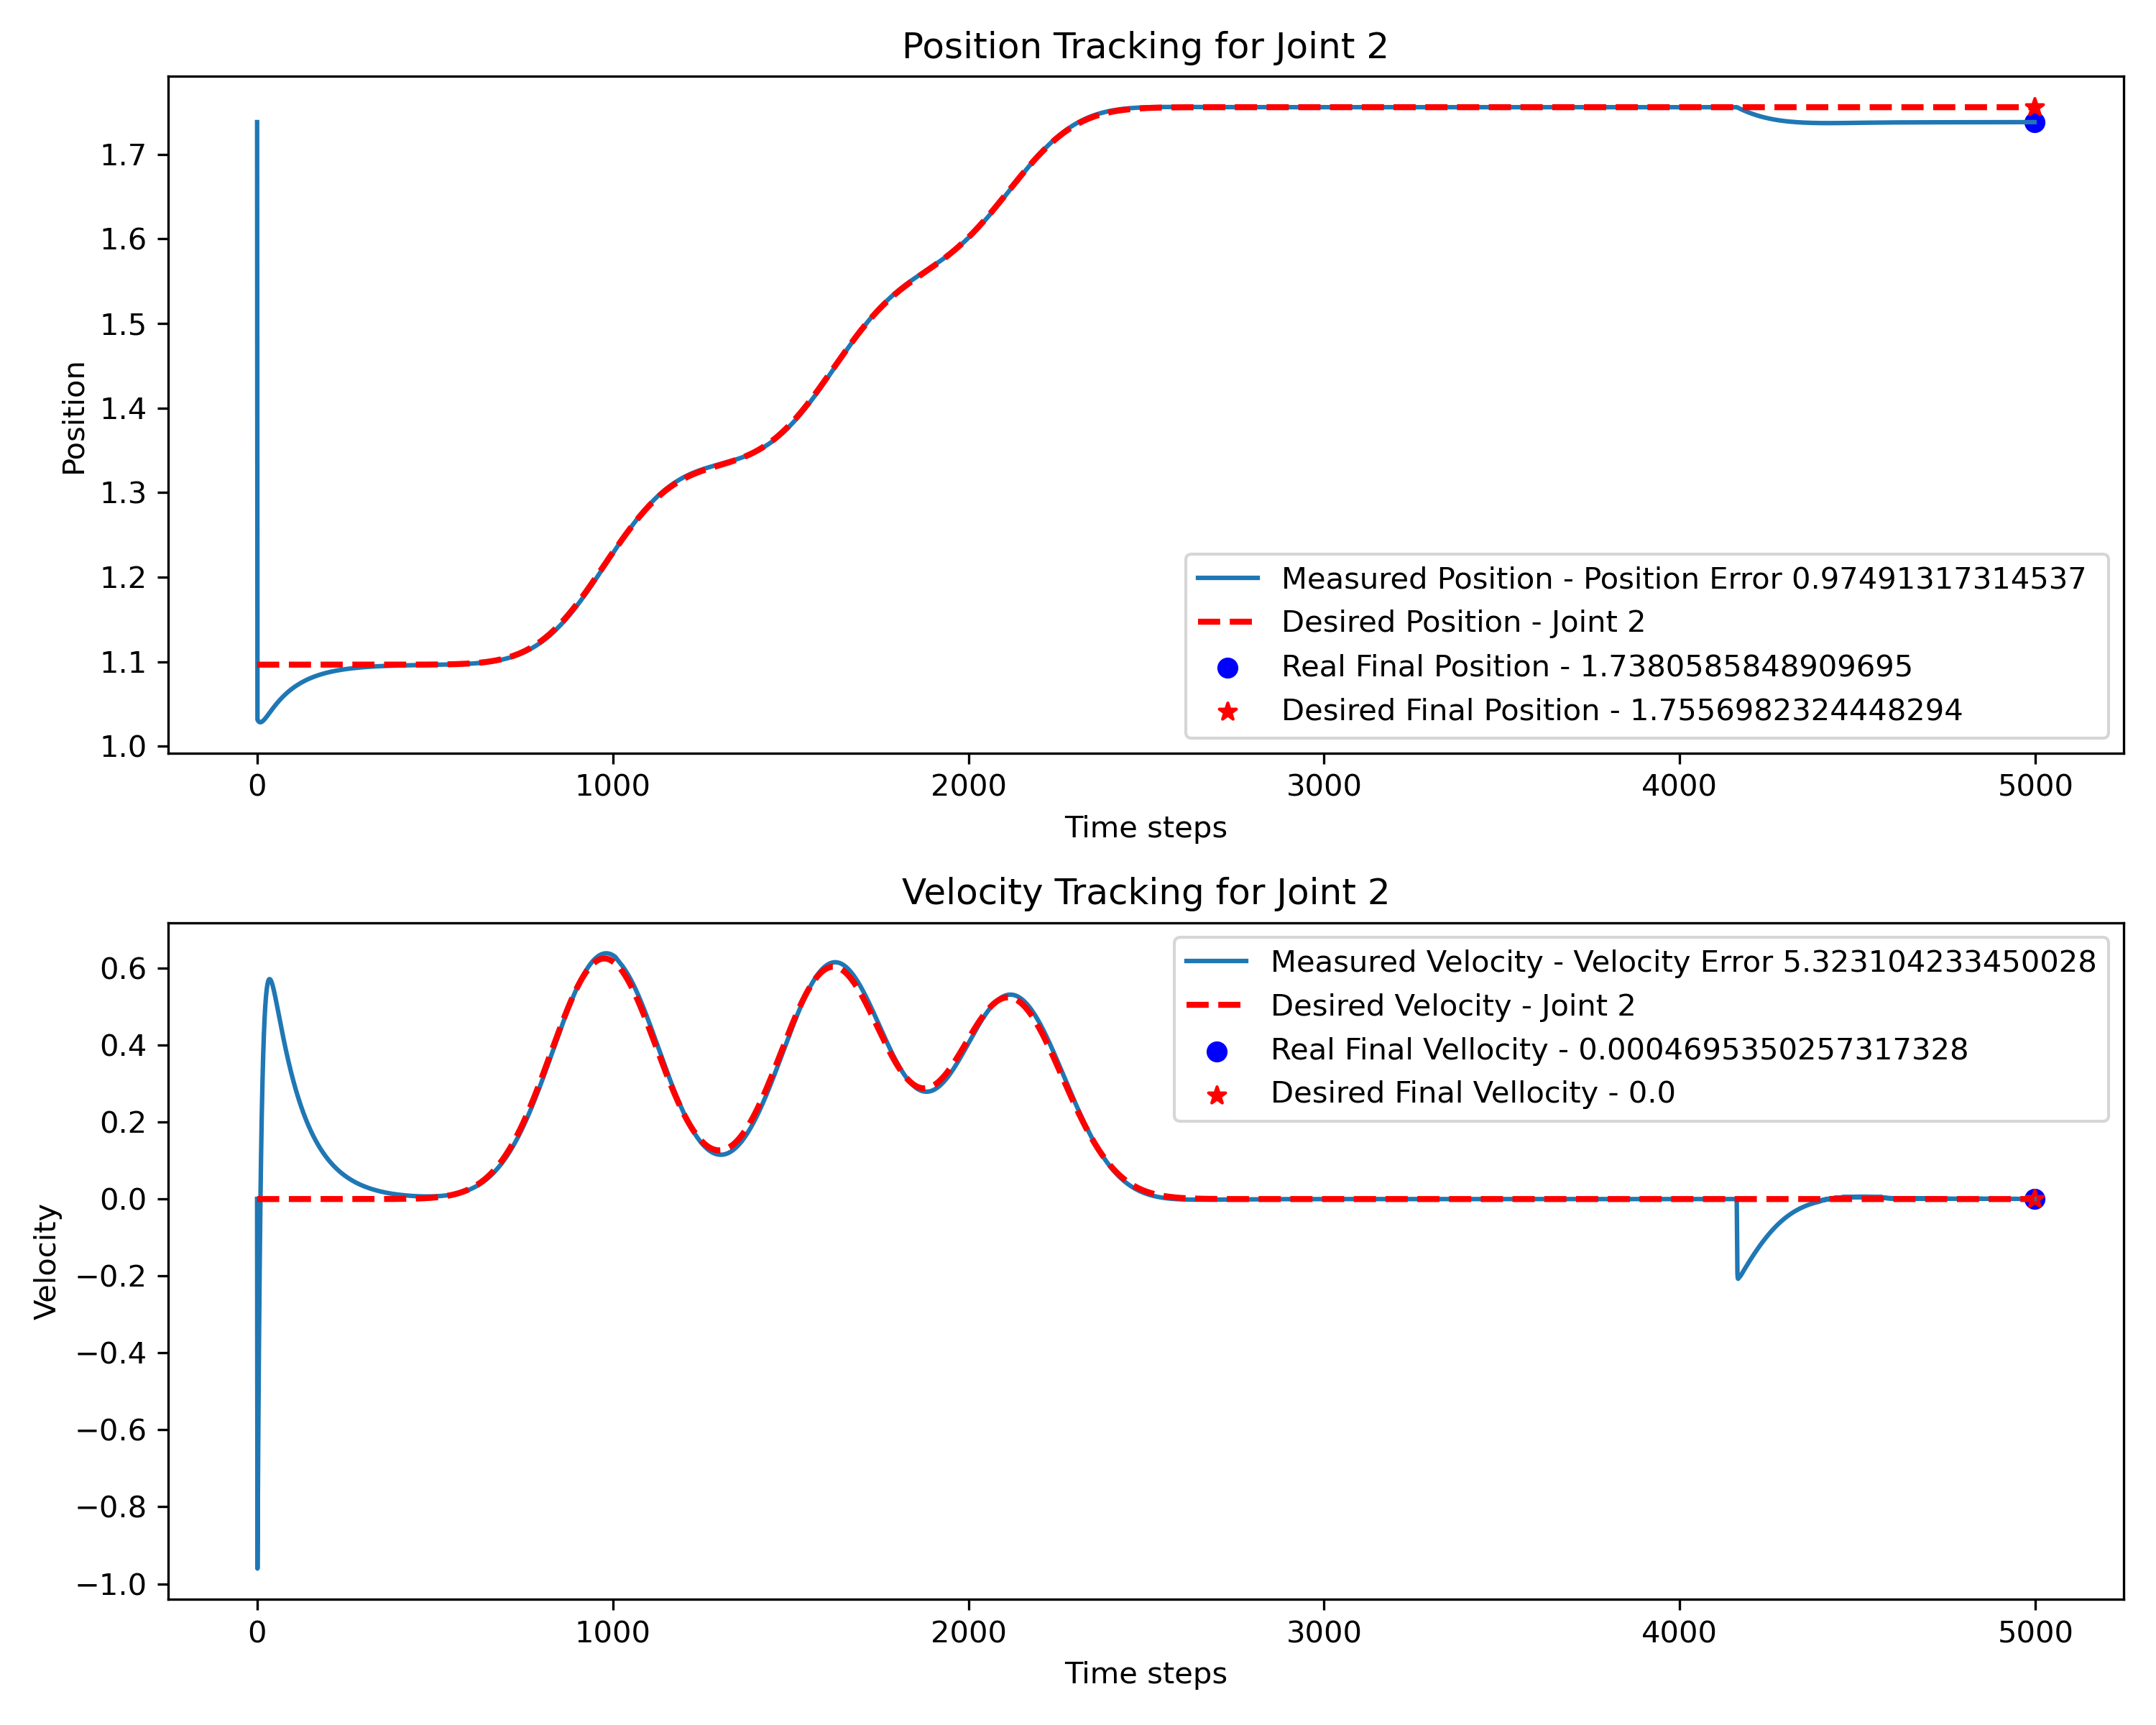 Position Tracking for Joint 2
Position
1.7
1.6
1.5
1.4
1.3
1.2
1.1
1.0
Measured Position - Position Error 0.97491317314537
Desired Position - Joint 2
Real Final Position - 1.7380585848909695
Desired Final Position - 1.7556982324448294
0 1000 2000 3000 4000 5000
Time steps
Velocity Tracking for Joint 2
Velocity
0.6
0.4
0.2
0.0
−0.2
−0.4
−0.6
−0.8
−1.0
Measured Velocity - Velocity Error 5.323104233450028
Desired Velocity - Joint 2
Real Final Vellocity - 0.0004695350257317328
Desired Final Vellocity - 0.0
0 1000 2000 3000 4000 5000
Time steps